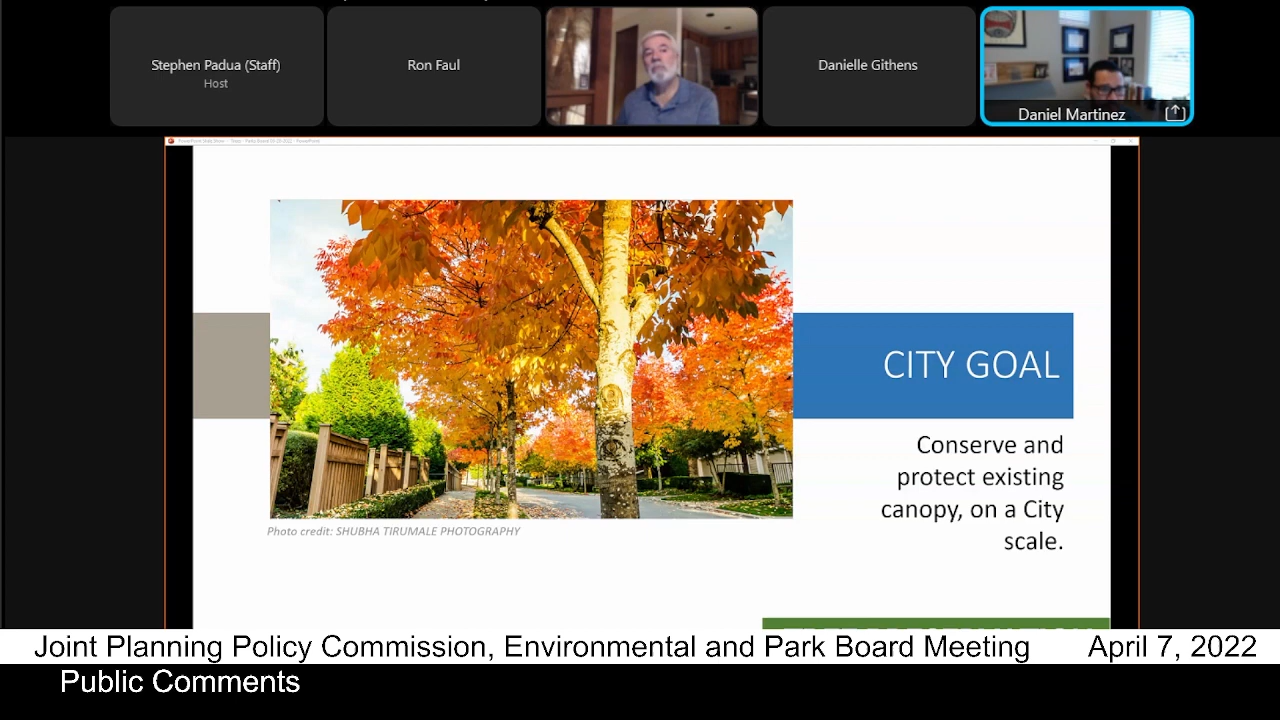 Stephen Padua (Staff)
Host
Ron Faul
Danielle Githens
Daniel Martinez
CITY GOAL
Conserve and
protect existing
canopy, on a City
scale.
Photo credit: SHUBHA TIRUMALE PHOTOGRAPHY
Joint Planning Policy Commission, Environmental and Park Board Meeting April 7, 2022
Public Comments